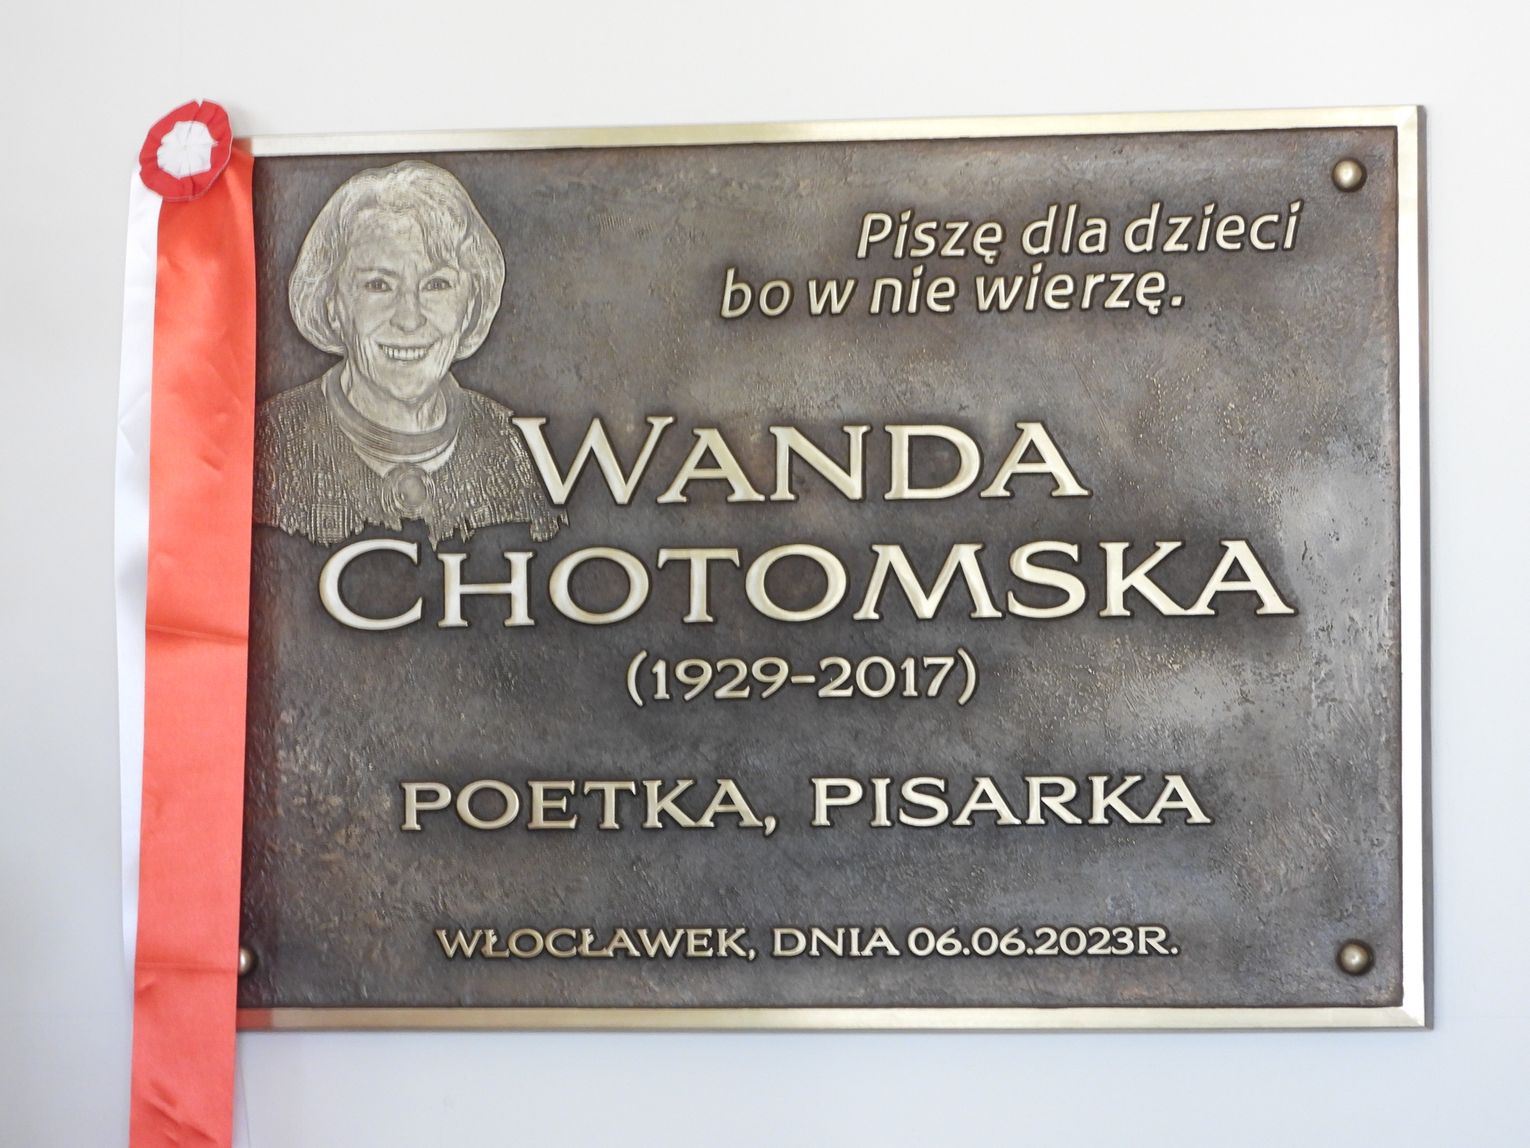 Piszę dla dzieci
bo w nie wierzę.
WANDA
CHOTOMSKA
(1929-2017)
POETKA, PISARKA
WŁOCŁAWEK, DNIA 06.06.2023R.